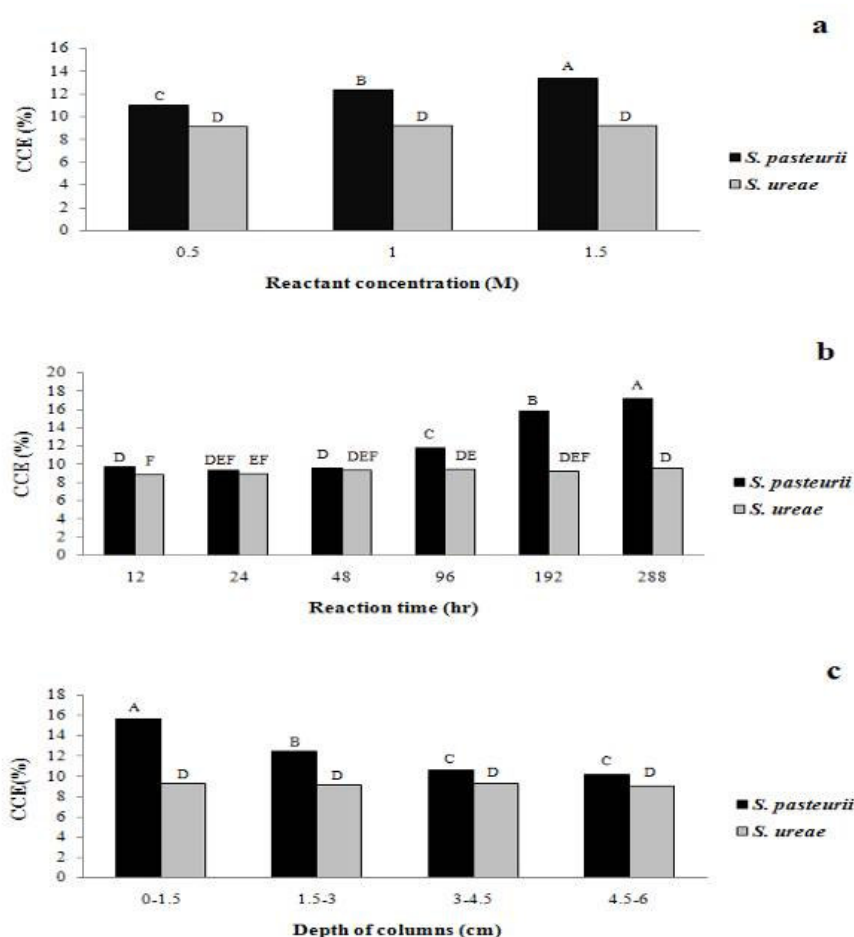 a
16
14
12
10
8
6
4
2
0
CCE (%)
C D B D A D
0.5 1 1.5
Reactant concentration (M)
S. pasteurii
S. ureae
b
20
18
16
14
12
10
8
6
4
2
0
CCE (%)
D F DEF EF D DEF C DE B DEF A D
12 24 48 96 192 288
Reaction time (hr)
S. pasteurii
S. ureae
c
18
16
14
12
10
8
6
4
2
0
CCE(%)
A D B D C D C D
0-1.5 1.5-3 3-4.5 4.5-6
Depth of columns (cm)
S. pasteurii
S. ureae